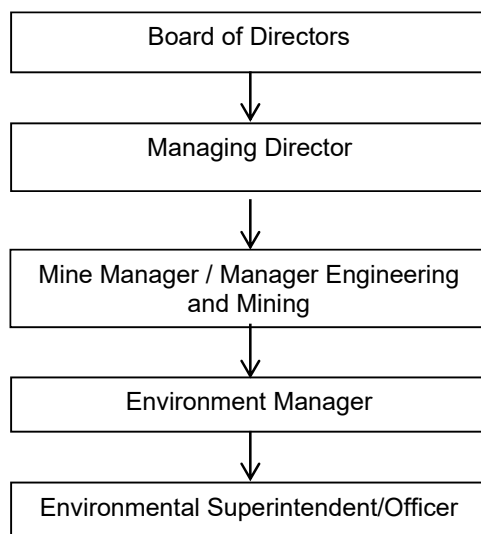 Board of Directors
Managing Director
Mine Manager / Manager Engineering
and Mining
Environment Manager
Environmental Superintendent/Officer